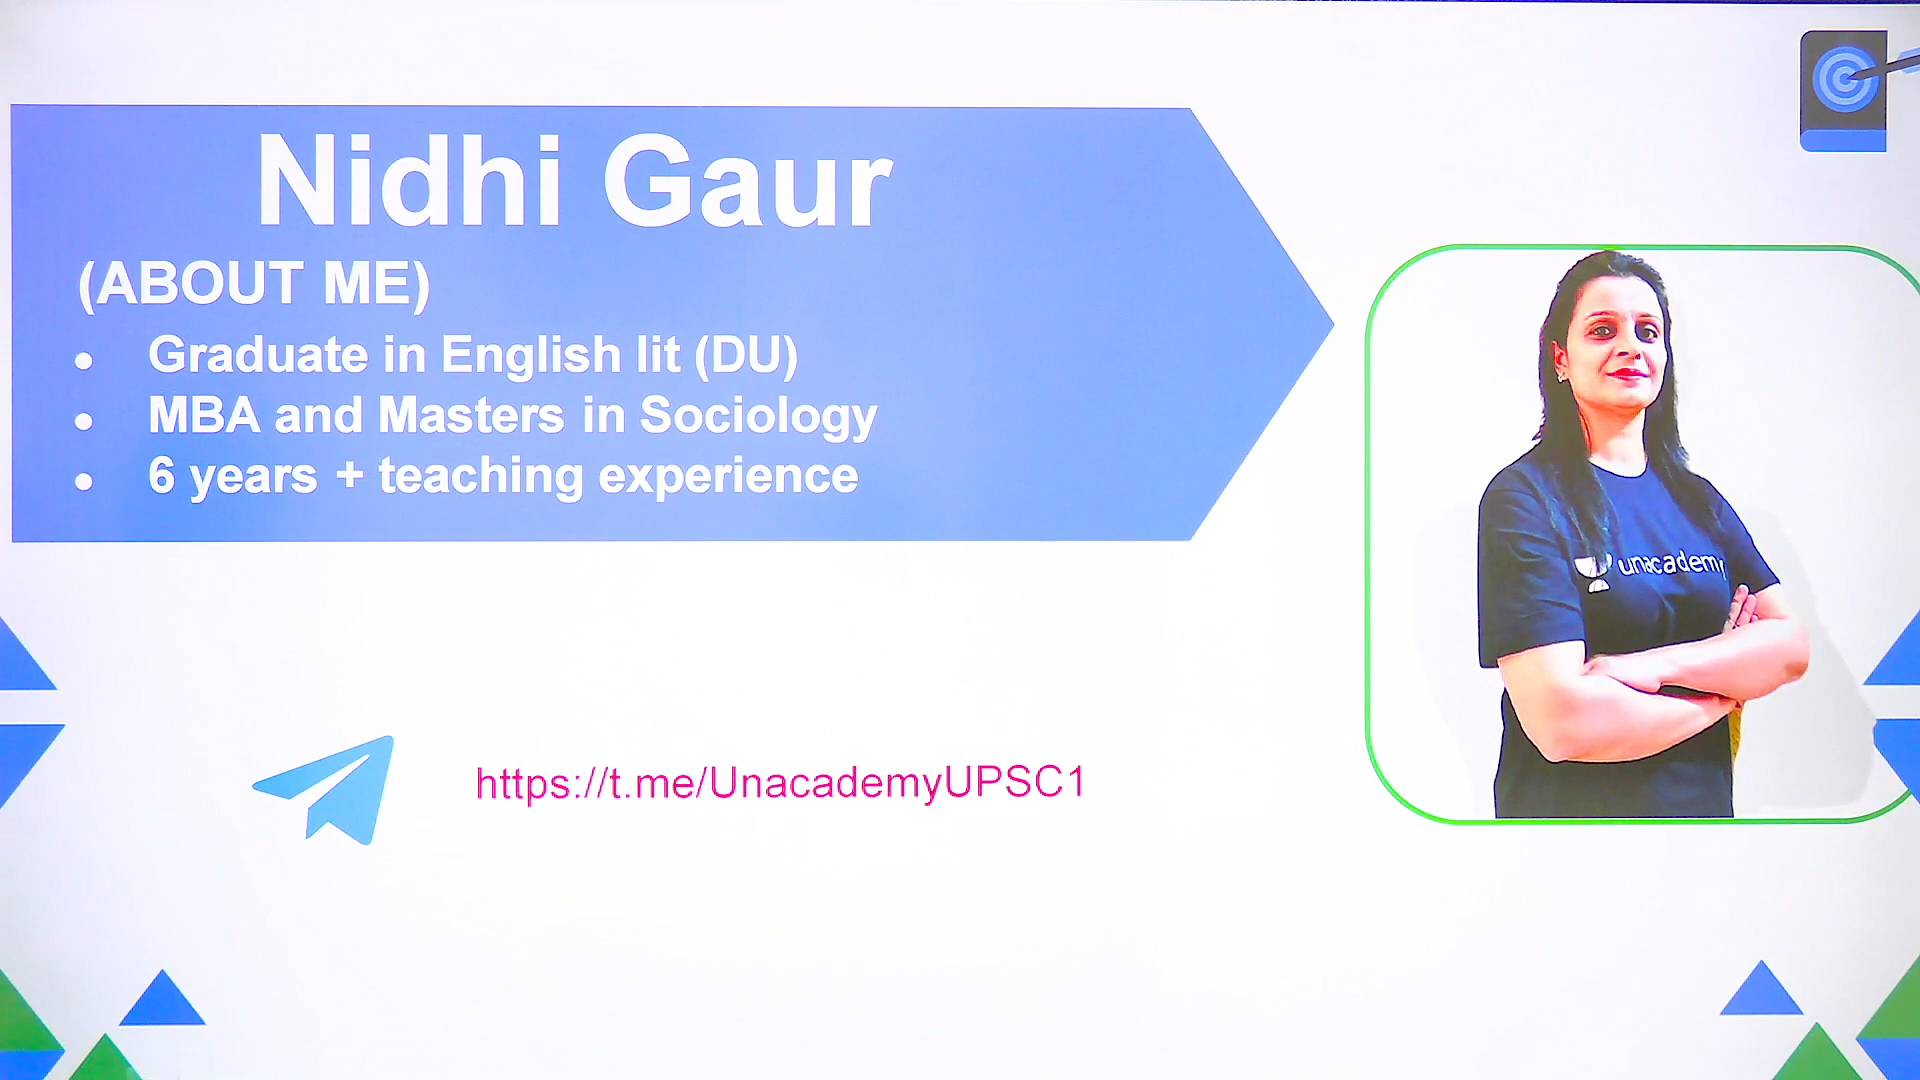 Nidhi Gaur
(ABOUT ME)
● Graduate in English lit (DU)
● MBA and Masters in Sociology
● 6 years + teaching experience
unacademy
https://t.me/UnacademyUPSC1